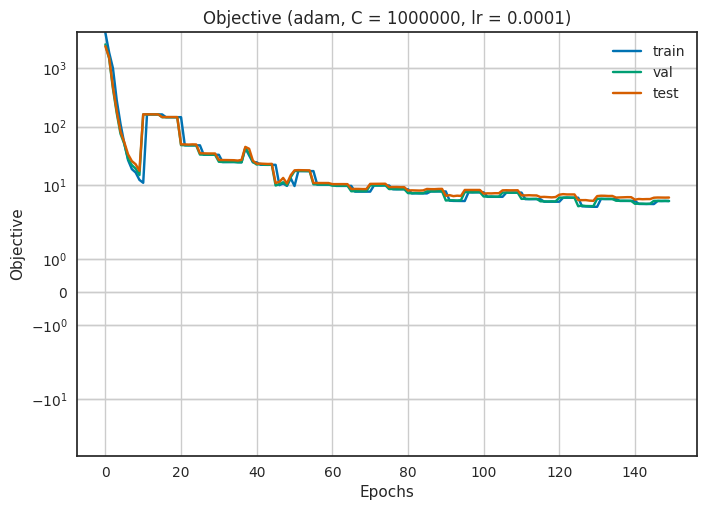 Objective (adam, C = 1000000, lr = 0.0001)
train
val
test
10³
10²
10¹
10⁰
0
−10⁰
−10¹
Objective
0 20 40 60 80 100 120 140
Epochs